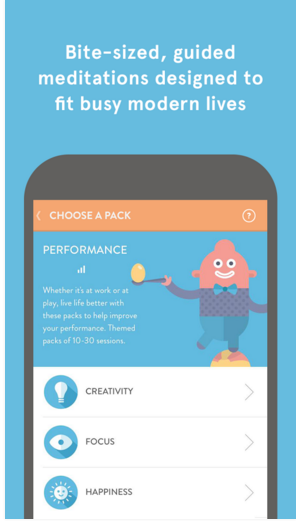 Bite-sized, guided
meditations designed to
fit busy modern lives
CHOOSE A PACK
?
PERFORMANCE
Whether it's at work or at
play, live life better with
these packs to help improve
your performance. Themed
packs of 10-30 sessions.
CREATIVITY
FOCUS
HAPPINESS